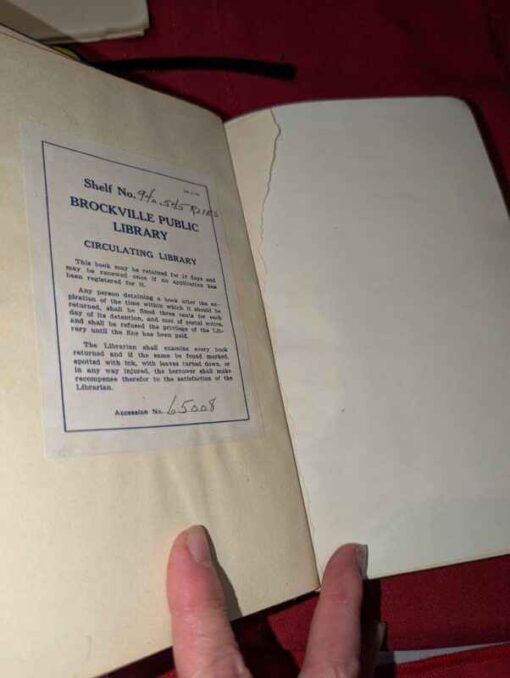 Shelf No.
BROCKVILLE PUBLIC
LIBRARY
CIRCULATING LIBRARY
This book may be retained for 14 days and
may be renewed once if no application has
been registered for it.
Any person detaining a book after the ex-
piration of the time within which it should be
returned, shall be fined three cents for each
day of its detention, and cost of postal notice,
and shall be refused the privilege of the Lib-
rary until the fine has been paid.
The Librarian shall examine every book
returned and if the same be found marked,
spotted with ink, with leaves turned down, or
in any way injured, the borrower shall make
recompense therefor to the satisfaction of the
Librarian.
Accession No. 65008